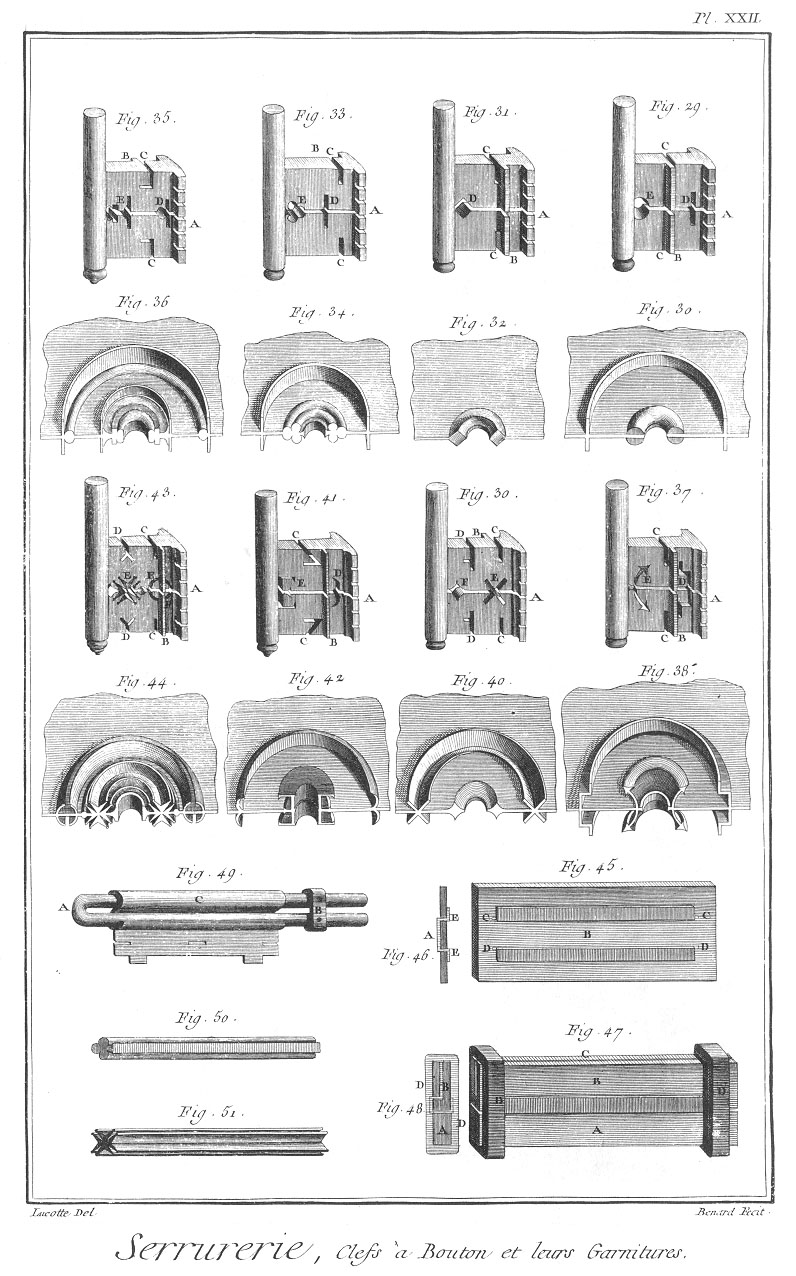 Pl. XXII.
Fig. 35. Fig. 33. Fig. 31. Fig. 29.
B C B C C C
E D E D D E D
A A A A
C C C B C B
Fig. 36 Fig. 34. Fig. 32. Fig. 30.
Fig. 43. Fig. 41. Fig. 30. Fig. 37.
D C C D B C C
E F E D F E E D
A A A A
D C B C B D C C B
Fig. 44. Fig. 42 Fig. 40. Fig. 38.
Fig. 49. Fig. 45.
A C B
C B C
D D
E A E
Fig. 46.
Fig. 50. Fig. 47.
C
D B B D D
Fig. 48
A D A
Fig. 51.
Lucotte Del. Benard Fecit.
Serrurerie, Clefs à Bouton et leurs Garnitures.